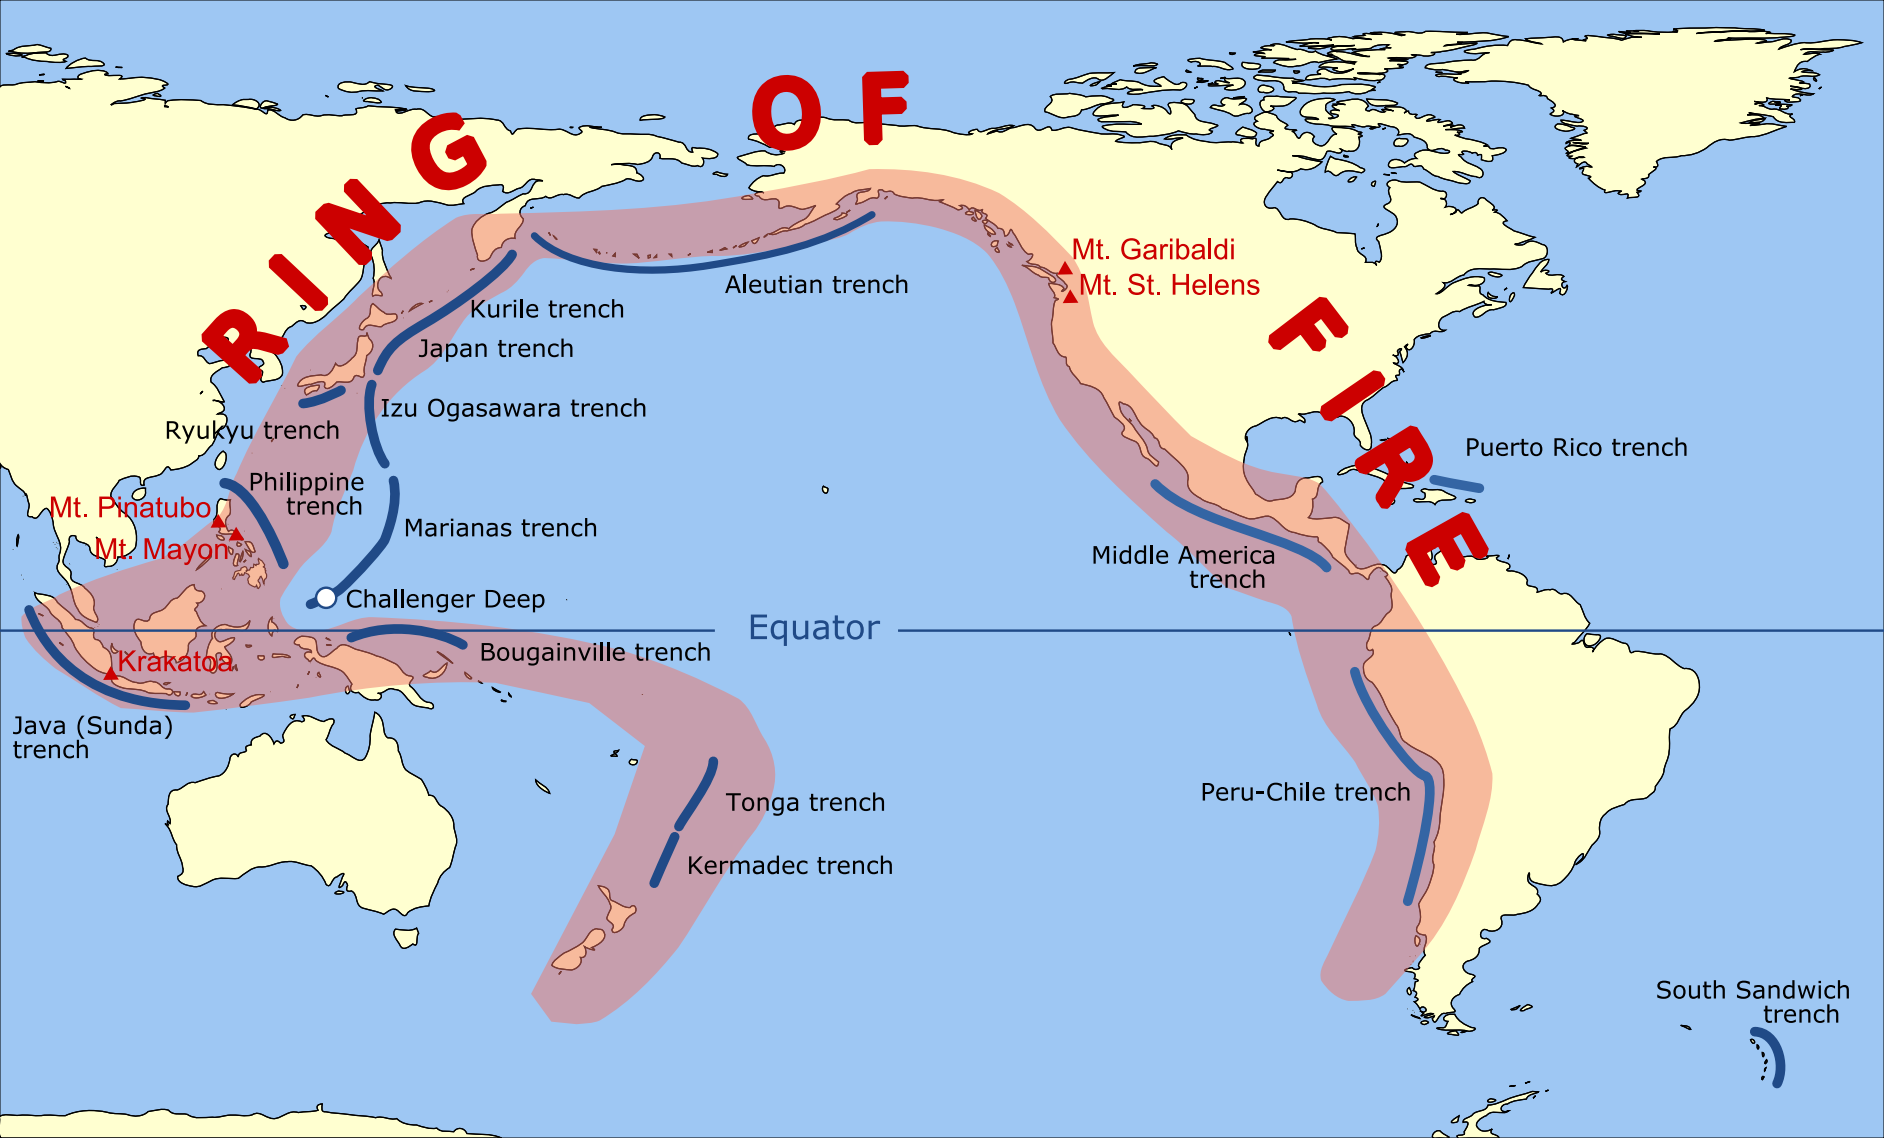 RING OF FIRE
Mt. Garibaldi
Mt. St. Helens
Aleutian trench
Kurile trench
Japan trench
Izu Ogasawara trench
Ryukyu trench
Puerto Rico trench
Philippine
trench
Mt. Pinatubo
Mt. Mayon
Marianas trench
Middle America
trench
Challenger Deep
Equator
Bougainville trench
Krakatoa
Java (Sunda)
trench
Peru-Chile trench
Tonga trench
Kermadec trench
South Sandwich
trench